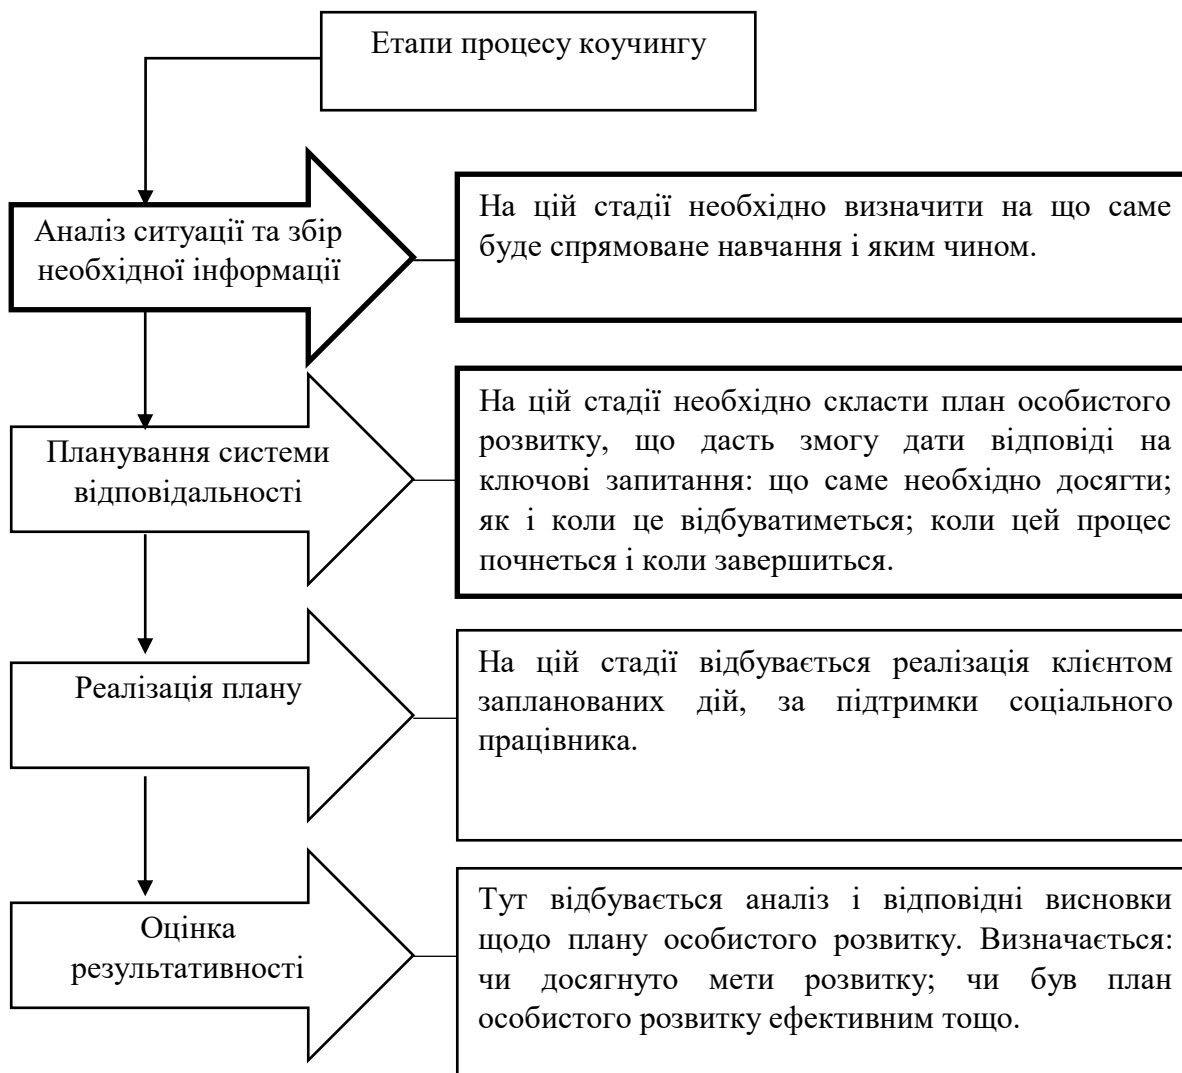 Етапи процесу коучингу
Аналіз ситуації та збір
необхідної інформації
На цій стадії необхідно визначити на що саме
буде спрямоване навчання і яким чином.
Планування системи
відповідальності
На цій стадії необхідно скласти план особистого
розвитку, що дасть змогу дати відповіді на
ключові запитання: що саме необхідно досягти;
як і коли це відбуватиметься; коли цей процес
почнеться і коли завершиться.
Реалізація плану
На цій стадії відбувається реалізація клієнтом
запланованих дій, за підтримки соціального
працівника.
Оцінка
результативності
Тут відбувається аналіз і відповідні висновки
щодо плану особистого розвитку. Визначається:
чи досягнуто мети розвитку; чи був план
особистого розвитку ефективним тощо.